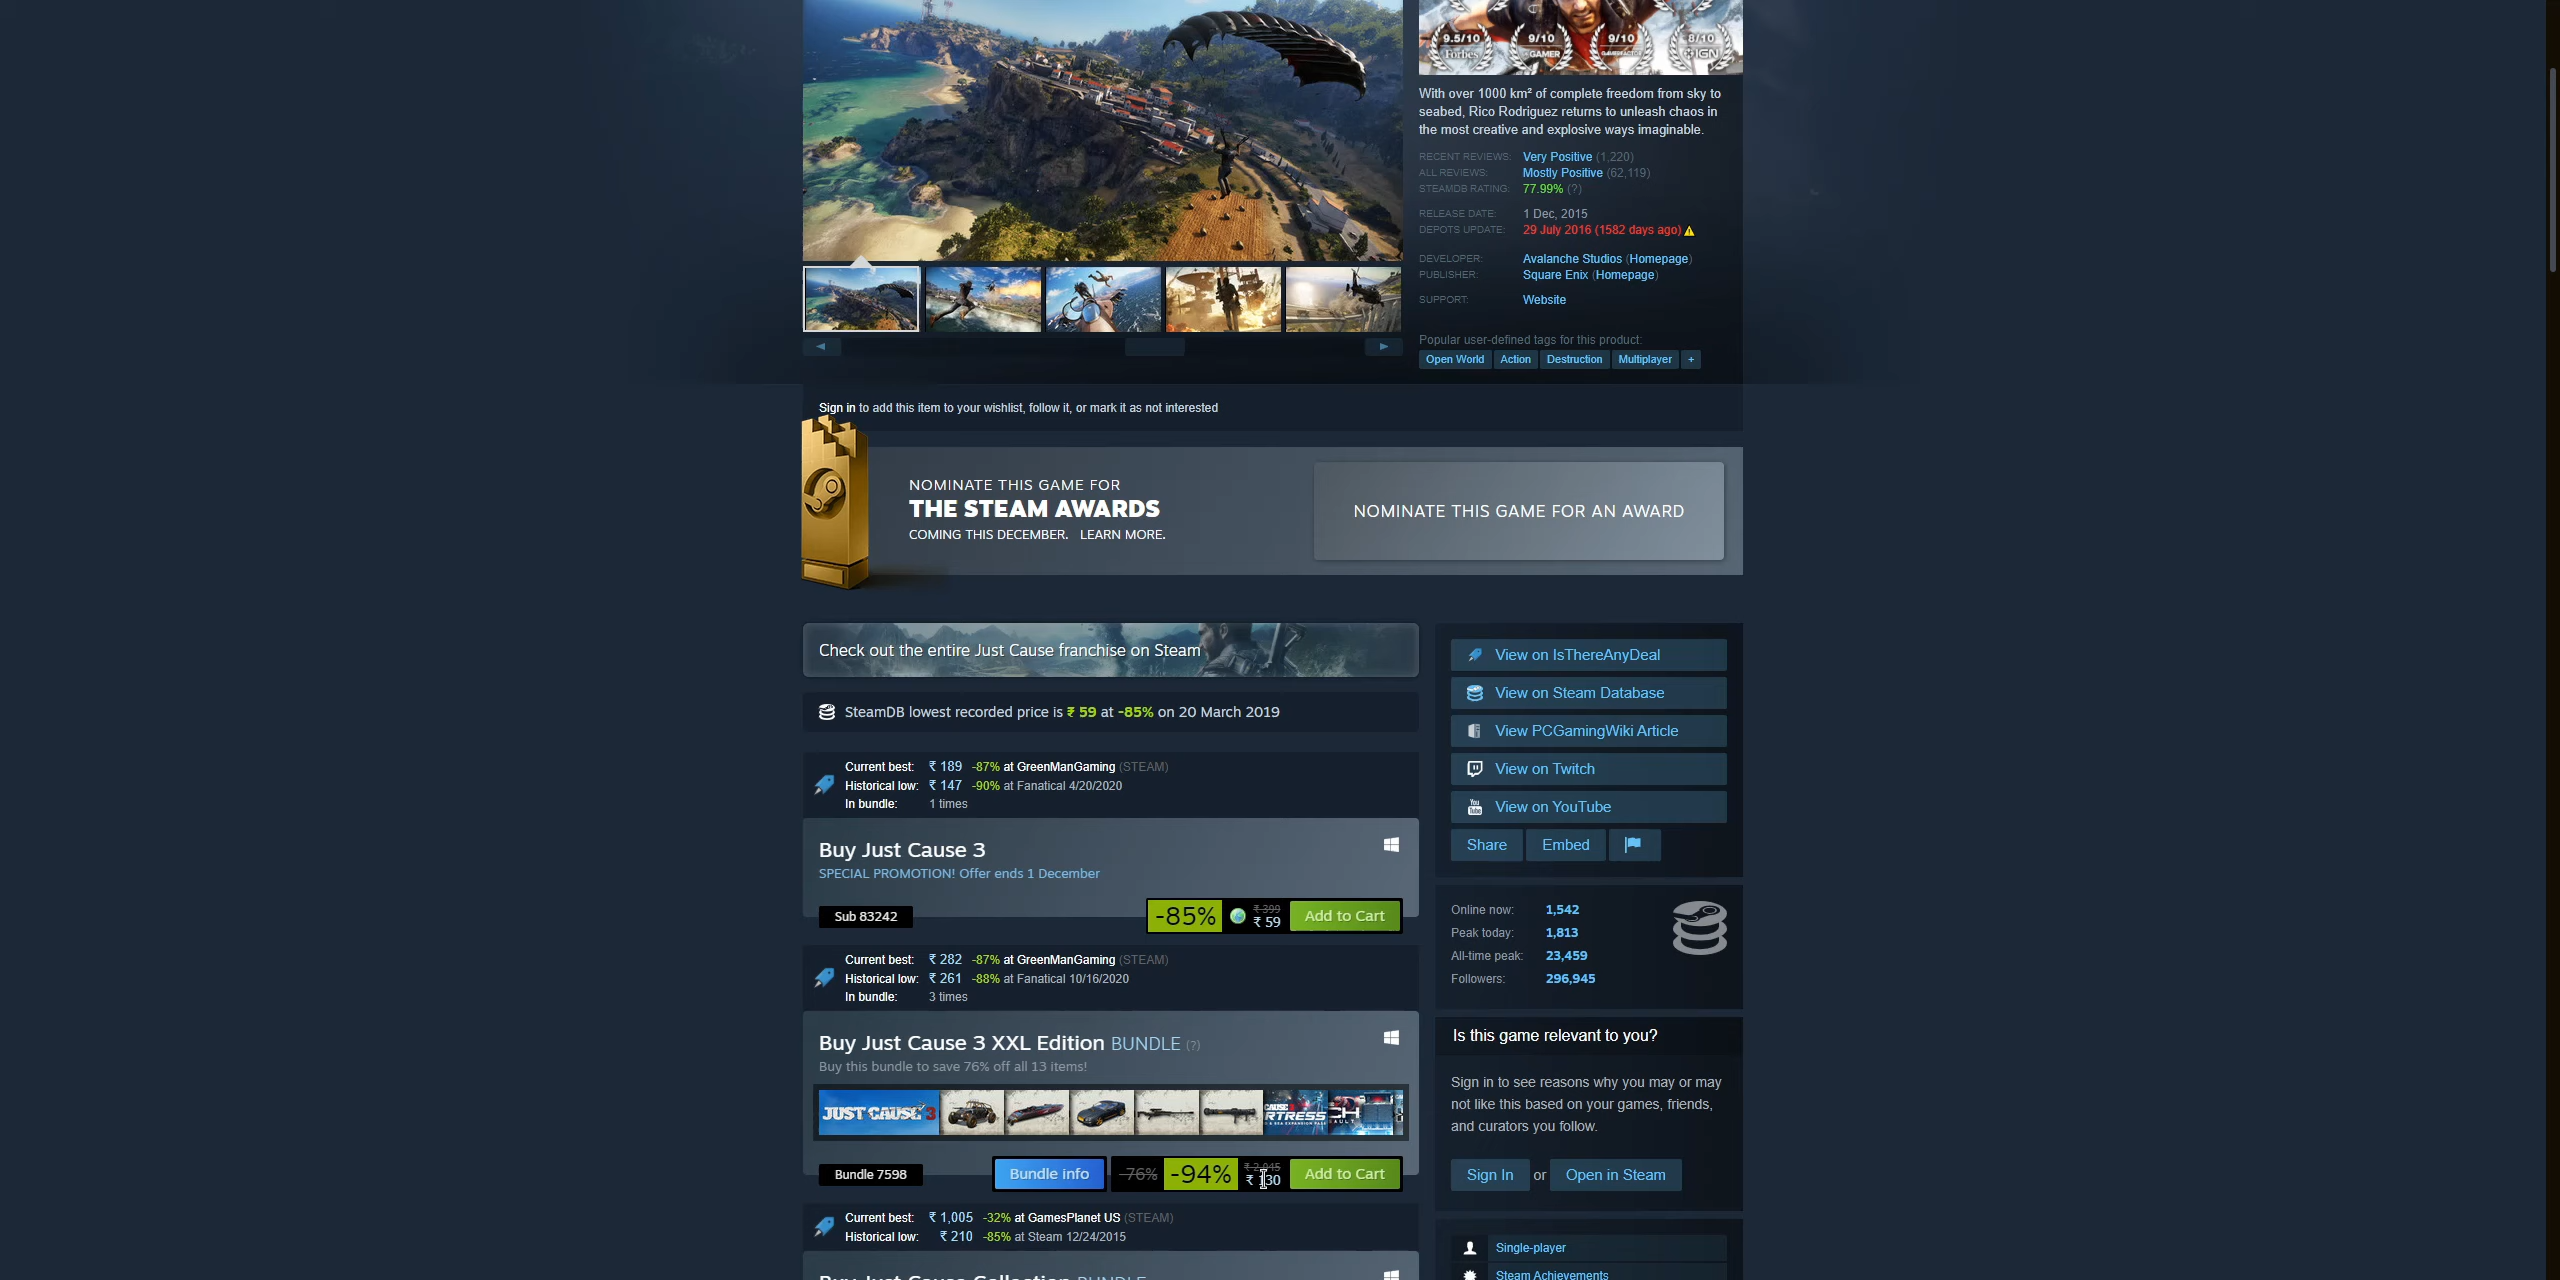 9.5/10 9/10 9/10 8/10
Forbes GAMER IGN
With over 1000 km² of complete freedom from sky to
seabed, Rico Rodriguez returns to unleash chaos in
the most creative and explosive ways imaginable.
RECENT REVIEWS: Very Positive (1,220)
ALL REVIEWS: Mostly Positive (62,119)
STEAMDB RATING: 77.99% (?)
RELEASE DATE: 1 Dec, 2015
DEPOTS UPDATE: 29 July 2016 (1582 days ago)
DEVELOPER: Avalanche Studios (Homepage)
PUBLISHER: Square Enix (Homepage)
SUPPORT: Website
Popular user-defined tags for this product:
Open World Action Destruction Multiplayer +
Sign in to add this item to your wishlist, follow it, or mark it as not interested
NOMINATE THIS GAME FOR
THE STEAM AWARDS
COMING THIS DECEMBER. LEARN MORE.
NOMINATE THIS GAME FOR AN AWARD
Check out the entire Just Cause franchise on Steam
SteamDB lowest recorded price is ₹ 59 at -85% on 20 March 2019
Current best: ₹ 189 -87% at GreenManGaming (STEAM)
Historical low: ₹ 147 -90% at Fanatical 4/20/2020
In bundle: 1 times
Buy Just Cause 3
SPECIAL PROMOTION! Offer ends 1 December
Sub 83242
-85% ₹ 399
₹ 59
Add to Cart
Current best: ₹ 282 -87% at GreenManGaming (STEAM)
Historical low: ₹ 261 -88% at Fanatical 10/16/2020
In bundle: 3 times
Buy Just Cause 3 XXL Edition BUNDLE (?)
Buy this bundle to save 76% off all 13 items!
JUST CAUSE 3
Bundle 7598
Bundle info -76% -94% ₹ 2,045
₹ 130
Add to Cart
Current best: ₹ 1,005 -32% at GamesPlanet US (STEAM)
Historical low: ₹ 210 -85% at Steam 12/24/2015
Buy Just Cause Collection BUNDLE
View on IsThereAnyDeal
View on Steam Database
View PCGamingWiki Article
View on Twitch
You Tube View on YouTube
Share Embed
Online now: 1,542
Peak today: 1,813
All-time peak: 23,459
Followers: 296,945
Is this game relevant to you?
Sign in to see reasons why you may or may
not like this based on your games, friends,
and curators you follow.
Sign In or Open in Steam
Single-player
Steam Achievements